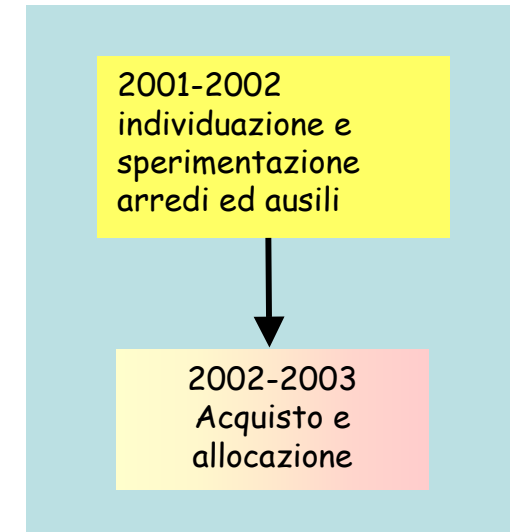 2001-2002
individuazione e
sperimentazione
arredi ed ausili
2002-2003
Acquisto e
allocazione